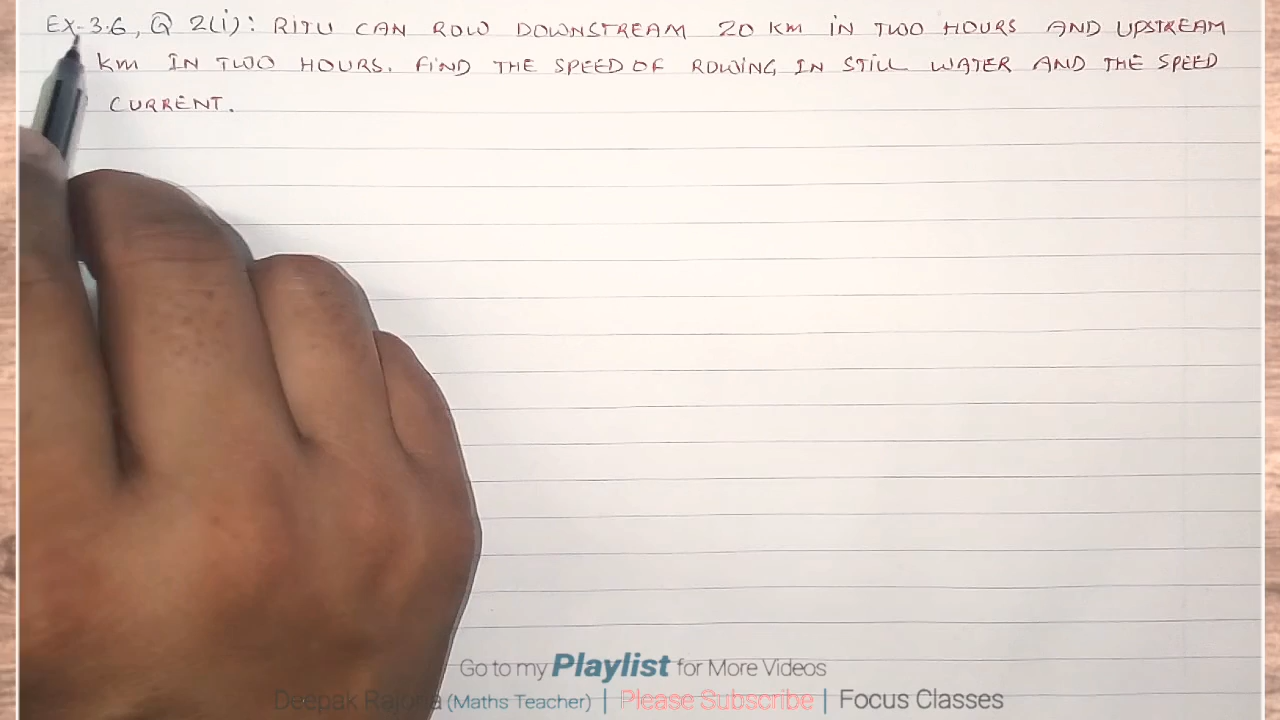 EX-3.6, Q 2(i): RITU CAN ROW DOWNSTREAM 20 KM IN TWO HOURS AND UPSTREAM
KM IN TWO HOURS. FIND THE SPEED OF ROWING IN STILL WATER AND THE SPEED
CURRENT.
Go to my Playlist for More Videos
Deepak Rajoria (Maths Teacher) | Please Subscribe | Focus Classes